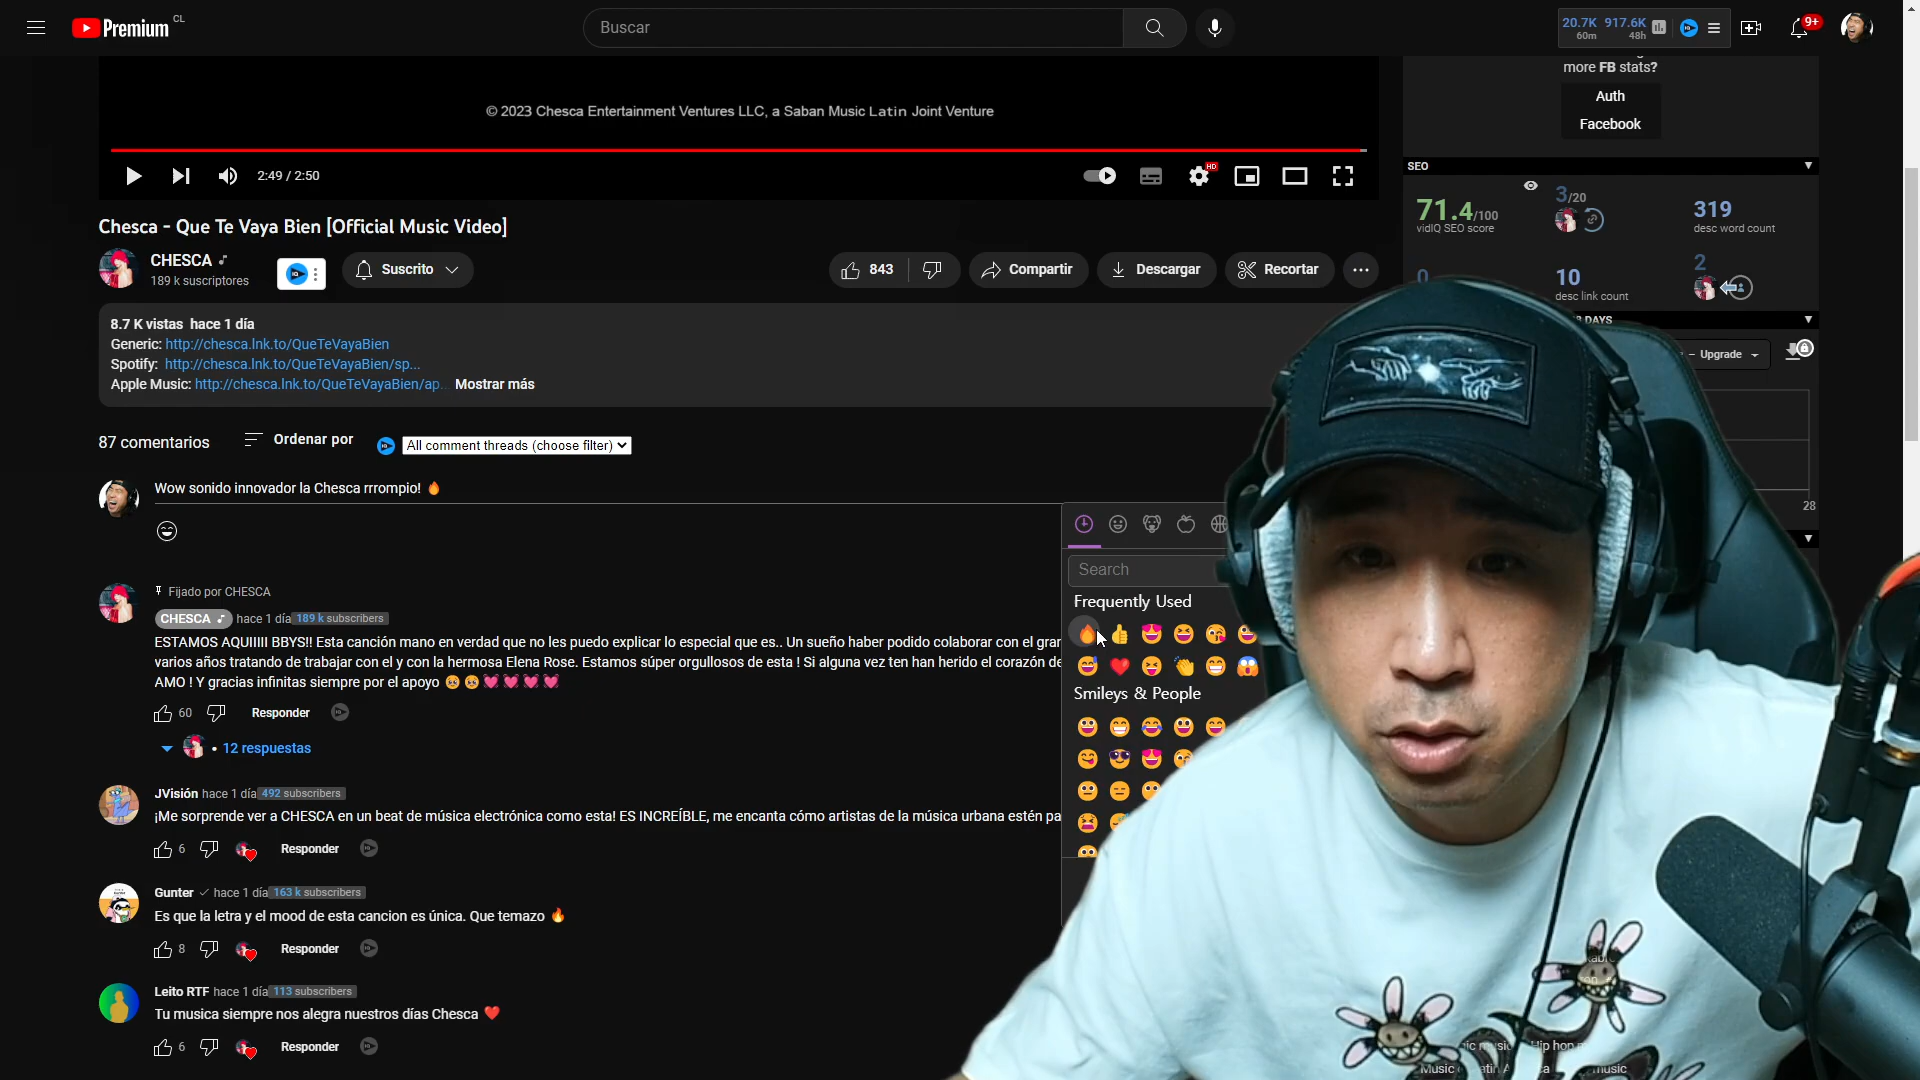 Premium CL
Buscar
20.7K 917.6K
60m 48h
9+
more FB stats?
Auth
Facebook
© 2023 Chesca Entertainment Ventures LLC, a Saban Music Latin Joint Venture
2:49 / 2:50
HD
SEO
71.4/100
vidIQ SEO score
3/20
319
desc word count
0
10
desc link count
2
DAYS
– Upgrade
28
Chesca - Que Te Vaya Bien [Official Music Video]
CHESCA
189 k suscriptores
Suscrito
843
Compartir
Descargar
Recortar
8.7 K vistas hace 1 día
Generic: http://chesca.lnk.to/QueTeVayaBien
Spotify: http://chesca.lnk.to/QueTeVayaBien/sp...
Apple Music: http://chesca.lnk.to/QueTeVayaBien/ap... Mostrar más
87 comentarios
Ordenar por
All comment threads (choose filter)
Wow sonido innovador la Chesca rrrompio! 🔥
Search
Frequently Used
Smileys & People
Fijado por CHESCA
CHESCA hace 1 día 189 k subscribers
ESTAMOS AQUIIIII BBYS!! Esta canción mano en verdad que no les puedo explicar lo especial que es.. Un sueño haber podido colaborar con el gran
varios años tratando de trabajar con el y con la hermosa Elena Rose. Estamos súper orgullosos de esta ! Si alguna vez ten han herido el corazón de
AMO ! Y gracias infinitas siempre por el apoyo 🥹🥹💓💓💓💓
60 Responder
12 respuestas
JVisión hace 1 día 492 subscribers
¡Me sorprende ver a CHESCA en un beat de música electrónica como esta! ES INCREÍBLE, me encanta cómo artistas de la música urbana estén pa
6 Responder
Gunter hace 1 día 163 k subscribers
Es que la letra y el mood de esta cancion es única. Que temazo 🔥
8 Responder
Leito RTF hace 1 día 113 subscribers
Tu musica siempre nos alegra nuestros días Chesca ❤️
6 Responder
Hip hop
Music
music